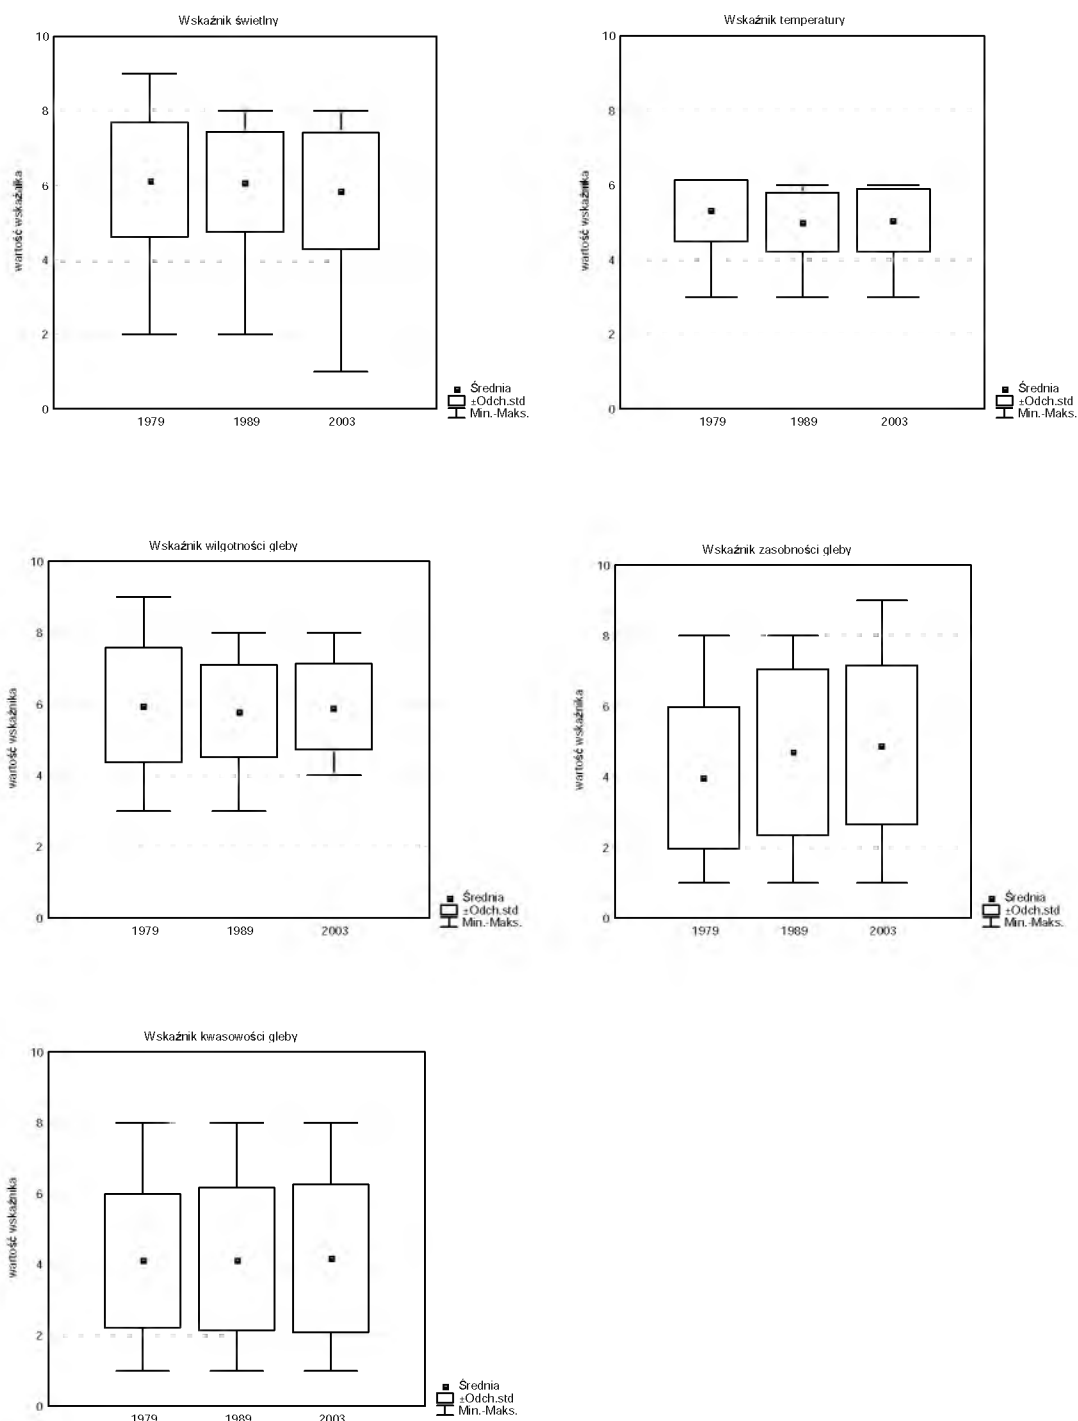 Wskaźnik świetlny
10
8
6
4
2
0
wartość wskaźnika
1979 1989 2003
Średnia
±Odch.std
Min.-Maks.
Wskaźnik temperatury
10
8
6
4
2
0
wartość wskaźnika
1979 1989 2003
Średnia
±Odch.std
Min.-Maks.
Wskaźnik wilgotności gleby
10
8
6
4
2
0
wartość wskaźnika
1979 1989 2003
Średnia
±Odch.std
Min.-Maks.
Wskaźnik zasobności gleby
10
8
6
4
2
0
wartość wskaźnika
1979 1989 2003
Średnia
±Odch.std
Min.-Maks.
Wskaźnik kwasowości gleby
10
8
6
4
2
0
wartość wskaźnika
1979 1989 2003
Średnia
±Odch.std
Min.-Maks.